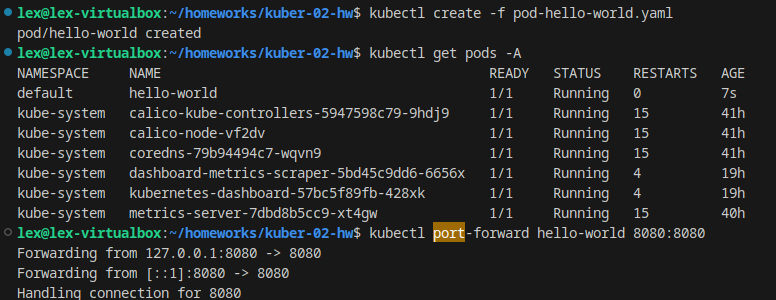 lex@lex-virtualbox:~/homeworks/kuber-02-hw$ kubectl create -f pod-hello-world.yaml
pod/hello-world created
lex@lex-virtualbox:~/homeworks/kuber-02-hw$ kubectl get pods -A
NAMESPACE     NAME                                         READY   STATUS    RESTARTS   AGE
default       hello-world                                  1/1     Running   0          7s
kube-system   calico-kube-controllers-5947598c79-9hdj9     1/1     Running   15         41h
kube-system   calico-node-vf2dv                            1/1     Running   15         41h
kube-system   coredns-79b94494c7-wqvn9                     1/1     Running   15         41h
kube-system   dashboard-metrics-scraper-5bd45c9dd6-6656x   1/1     Running   4          19h
kube-system   kubernetes-dashboard-57bc5f89fb-428xk        1/1     Running   4          19h
kube-system   metrics-server-7dbd8b5cc9-xt4gw              1/1     Running   15         40h
lex@lex-virtualbox:~/homeworks/kuber-02-hw$ kubectl port-forward hello-world 8080:8080
Forwarding from 127.0.0.1:8080 -> 8080
Forwarding from [::1]:8080 -> 8080
Handling connection for 8080